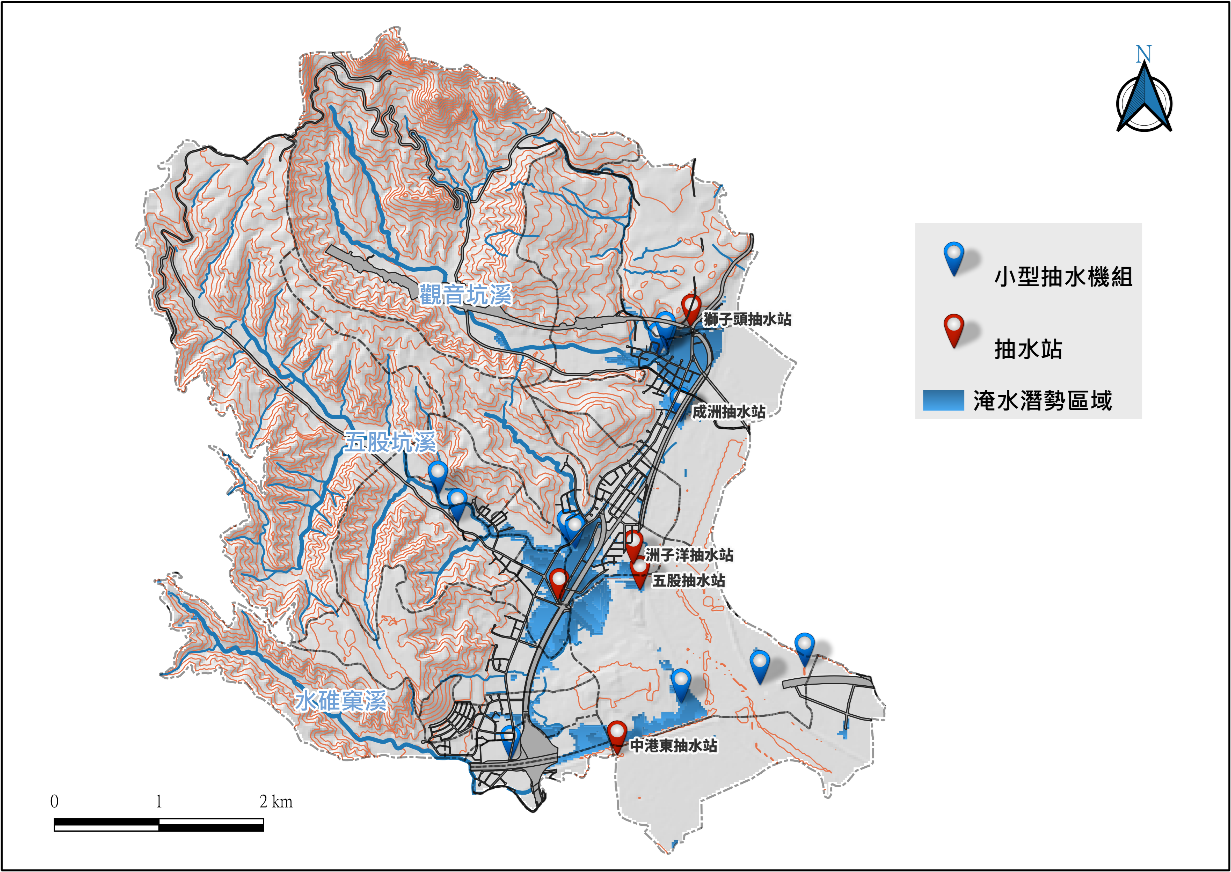 N
小型抽水機組
抽水站
淹水潛勢區域
觀音坑溪
獅子頭抽水站
成洲抽水站
五股坑溪
洲子洋抽水站
五股抽水站
水碓窠溪
中港東抽水站
0 1 2 km